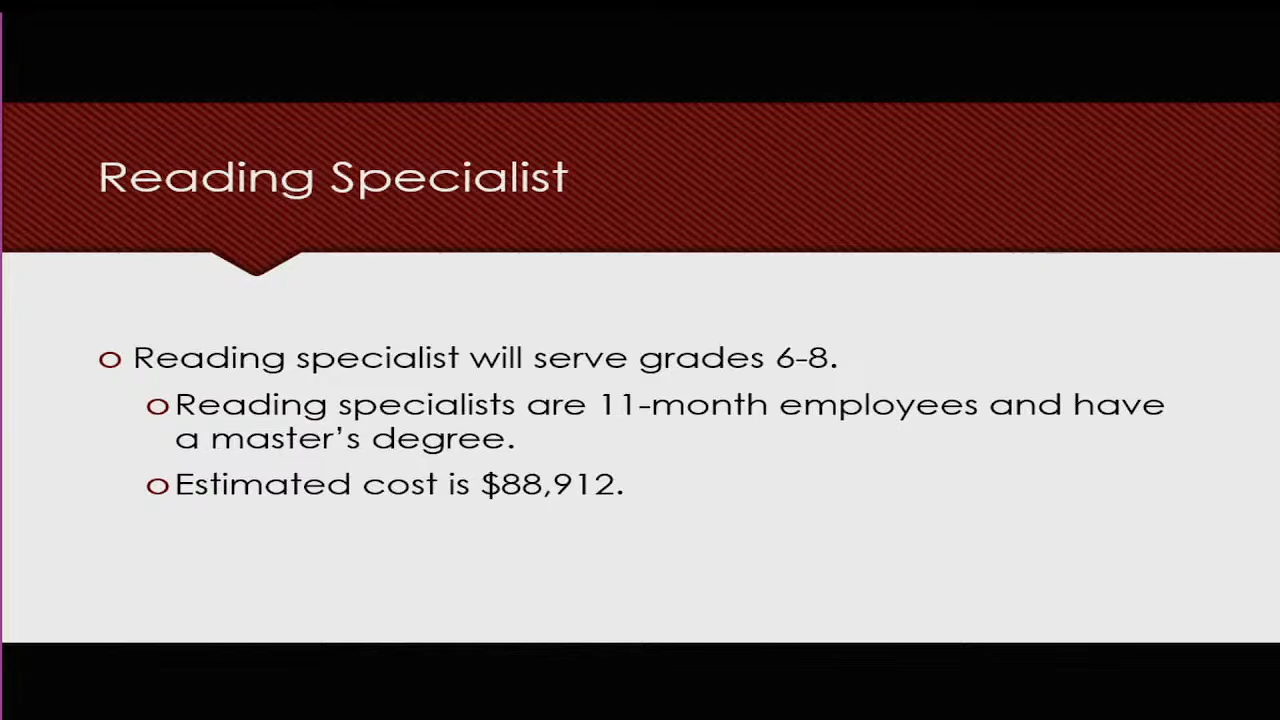 Reading Specialist
o Reading specialist will serve grades 6-8.
o Reading specialists are 11-month employees and have
a master’s degree.
o Estimated cost is $88,912.